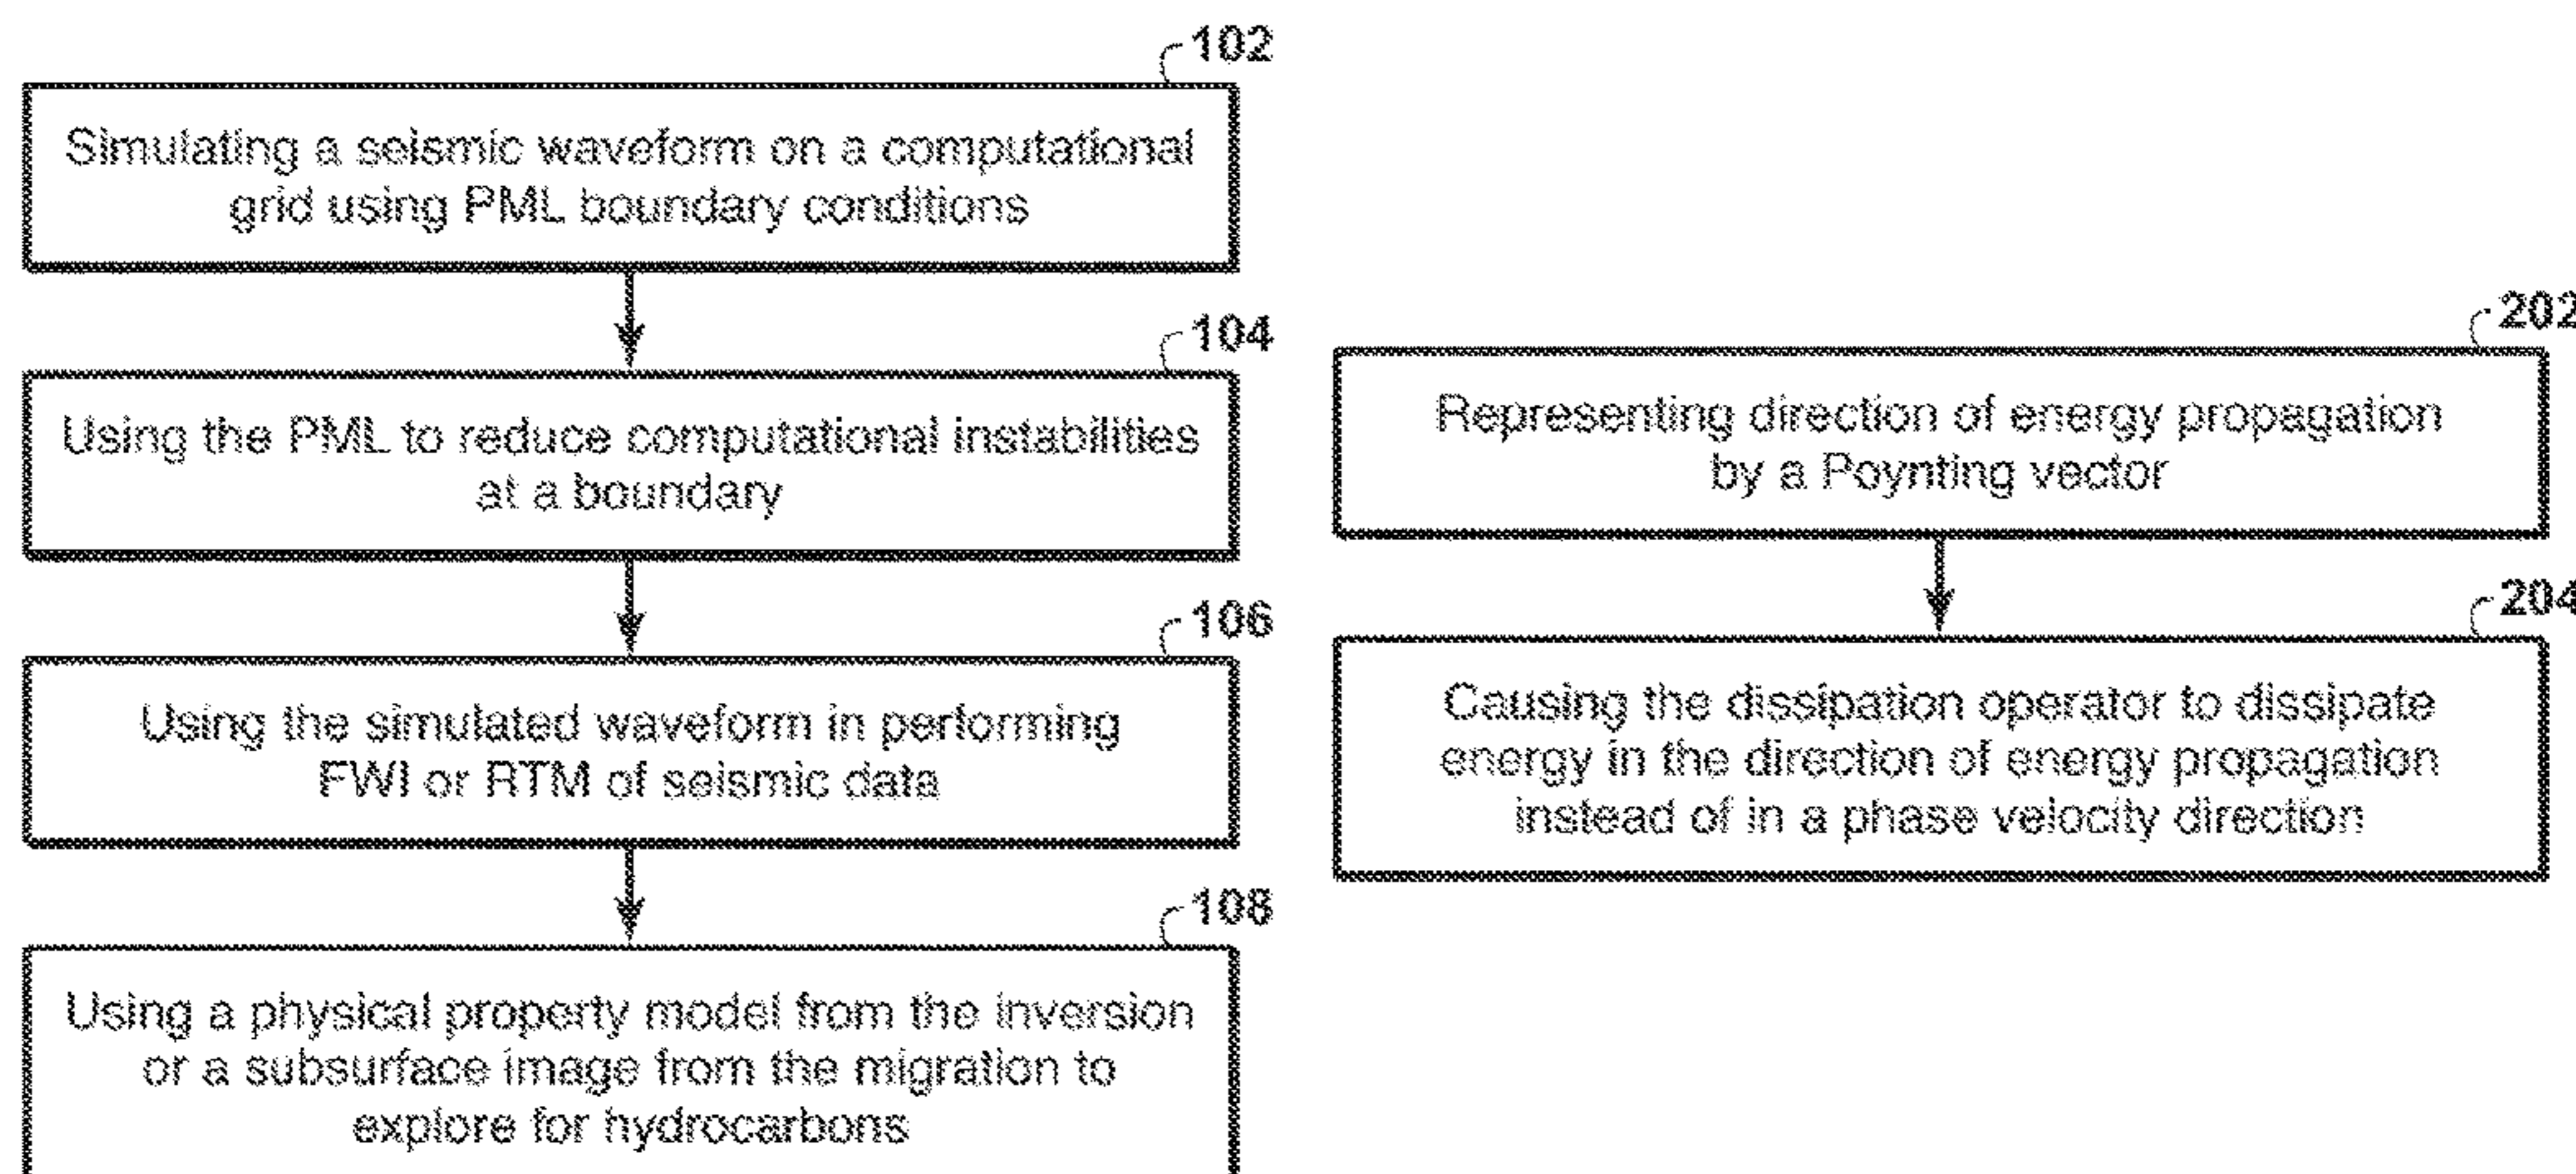 102
Simulating a seismic waveform on a computational
grid using PML boundary conditions
104
Using the PML to reduce computational instabilities
at a boundary
106
Using the simulated waveform in performing
FWI or RTM of seismic data
108
Using a physical property model from the inversion
or a subsurface image from the migration to
explore for hydrocarbons
202
Representing direction of energy propagation
by a Poynting vector
204
Causing the dissipation operator to dissipate
energy in the direction of energy propagation
instead of in a phase velocity direction